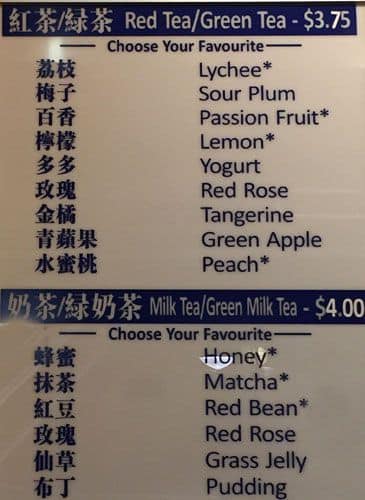 紅茶/緑茶 Red Tea/Green Tea - $3.75
Choose Your Favourite
荔枝 Lychee*
梅子 Sour Plum
百香 Passion Fruit*
檸檬 Lemon*
多多 Yogurt
玫瑰 Red Rose
金橘 Tangerine
青蘋果 Green Apple
水蜜桃 Peach*
奶茶/緑奶茶 Milk Tea/Green Milk Tea - $4.00
Choose Your Favourite
蜂蜜 Honey*
抹茶 Matcha*
紅豆 Red Bean*
玫瑰 Red Rose
仙草 Grass Jelly
布丁 Pudding